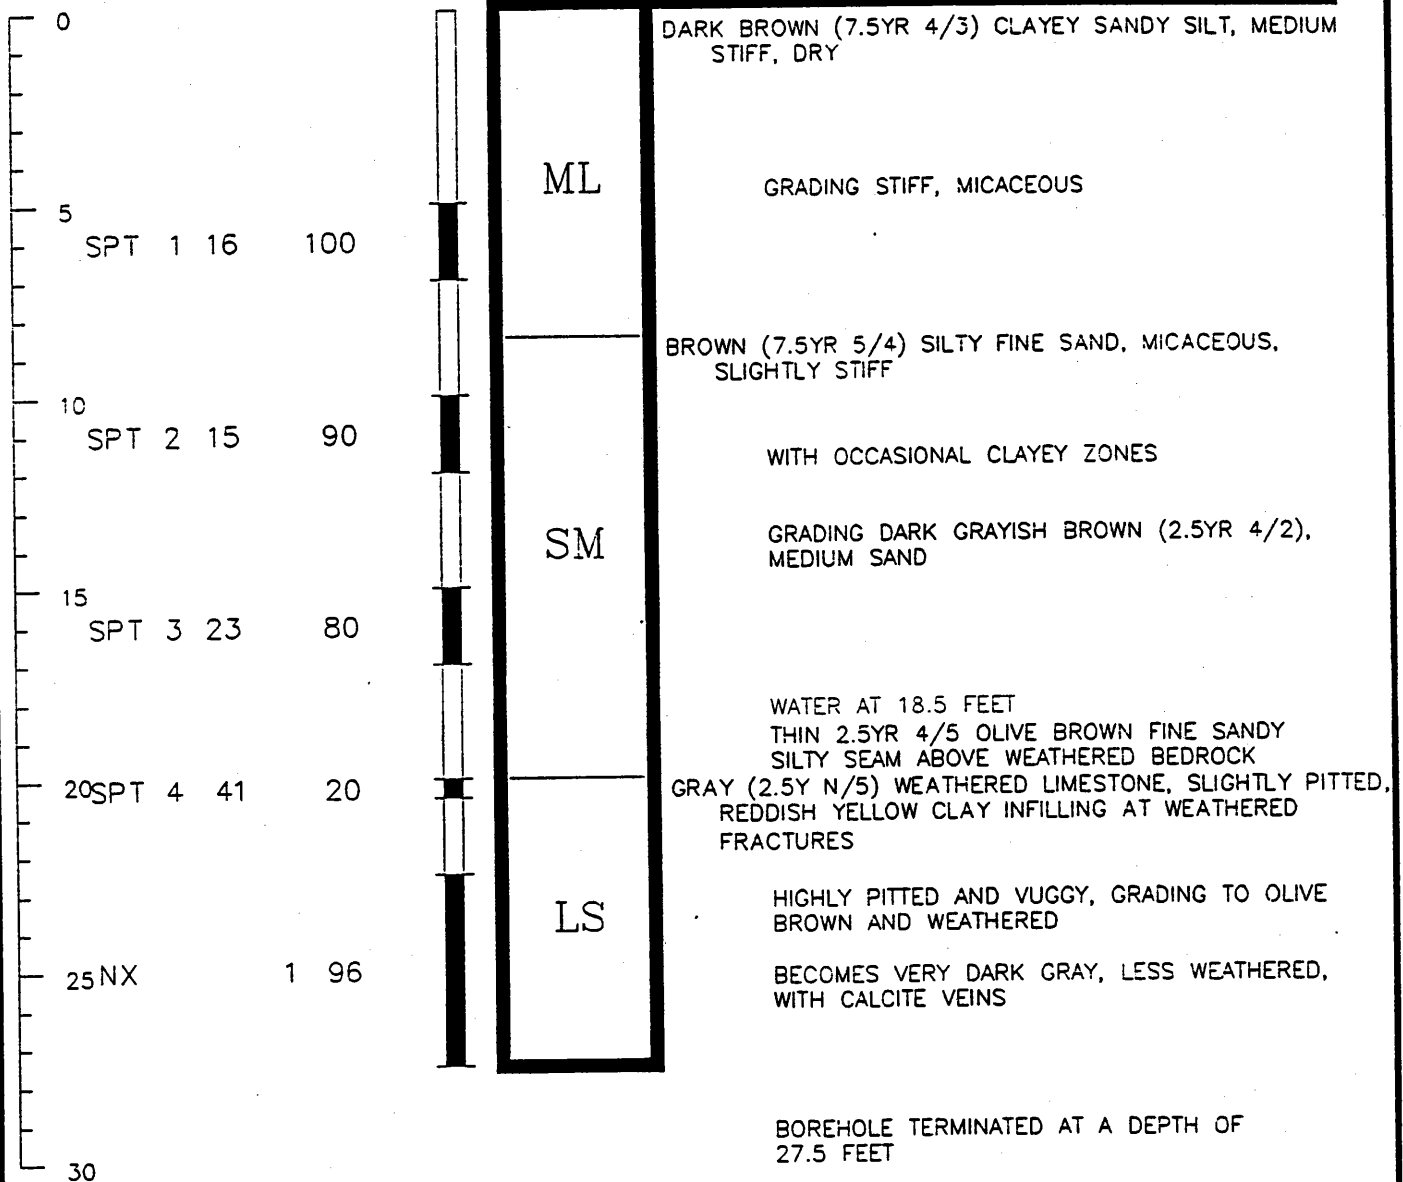 0
DARK BROWN (7.5YR 4/3) CLAYEY SANDY SILT, MEDIUM
STIFF, DRY
ML
GRADING STIFF, MICACEOUS
5
SPT 1 16 100
BROWN (7.5YR 5/4) SILTY FINE SAND, MICACEOUS,
SLIGHTLY STIFF
10
SPT 2 15 90
WITH OCCASIONAL CLAYEY ZONES
SM
GRADING DARK GRAYISH BROWN (2.5YR 4/2),
MEDIUM SAND
15
SPT 3 23 80
WATER AT 18.5 FEET
THIN 2.5YR 4/5 OLIVE BROWN FINE SANDY
SILTY SEAM ABOVE WEATHERED BEDROCK
20 SPT 4 41 20
GRAY (2.5Y N/5) WEATHERED LIMESTONE, SLIGHTLY PITTED,
REDDISH YELLOW CLAY INFILLING AT WEATHERED
FRACTURES
LS
HIGHLY PITTED AND VUGGY, GRADING TO OLIVE
BROWN AND WEATHERED
25 NX 1 96
BECOMES VERY DARK GRAY, LESS WEATHERED,
WITH CALCITE VEINS
BOREHOLE TERMINATED AT A DEPTH OF
27.5 FEET
30